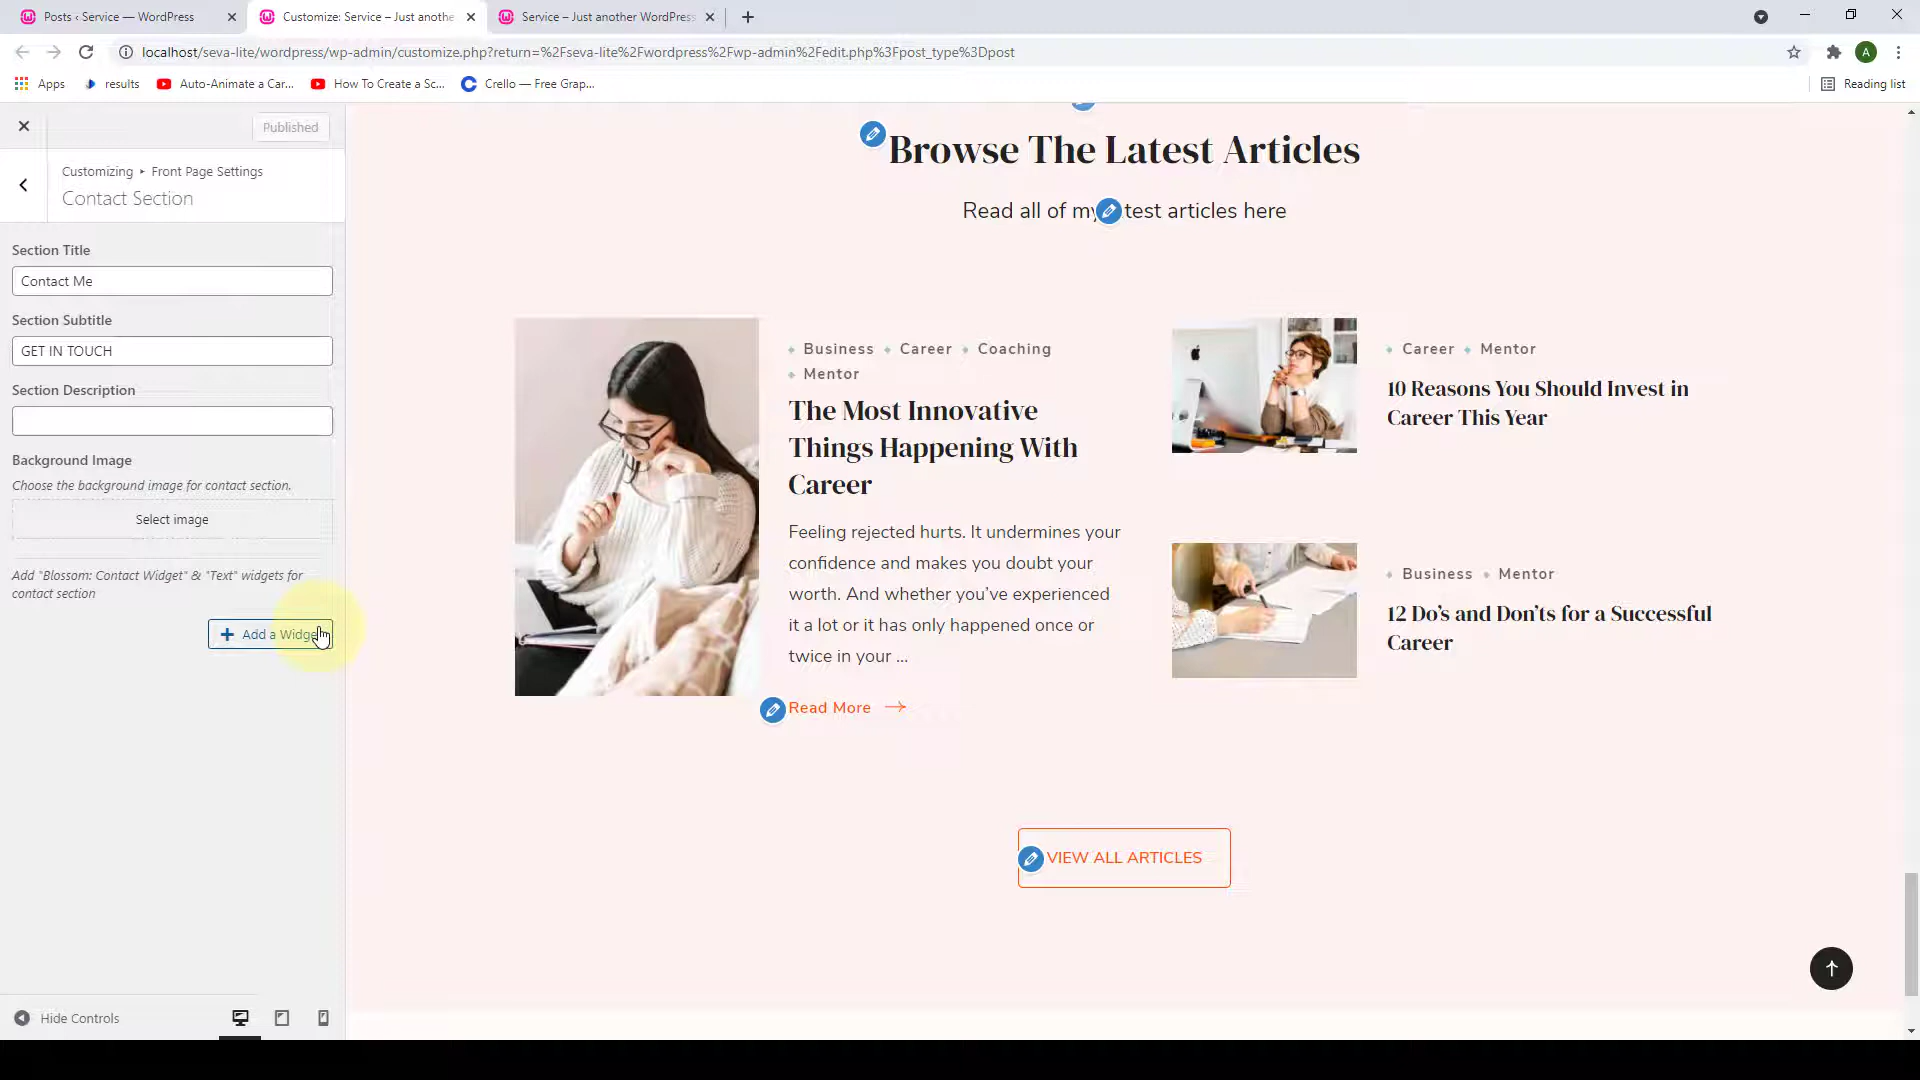 Posts ‹ Service — WordPress
Customize: Service – Just anothe
Service – Just another WordPress
localhost/seva-lite/wordpress/wp-admin/customize.php?return=%2Fseva-lite%2Fwordpress%2Fwp-admin%2Fedit.php%3Fpost_type%3Dpost
A
Apps
results
Auto-Animate a Car...
How To Create a Sc...
Crello — Free Grap...
Reading list
Published
Customizing ▸ Front Page Settings
Contact Section
Section Title
Contact Me
Section Subtitle
GET IN TOUCH
Section Description
Background Image
Choose the background image for contact section.
Select image
Add "Blossom: Contact Widget" & "Text" widgets for
contact section
Add a Widge
Hide Controls
Browse The Latest Articles
Read all of my test articles here
Business Career Coaching
Mentor
The Most Innovative
Things Happening With
Career
Feeling rejected hurts. It undermines your
confidence and makes you doubt your
worth. And whether you've experienced
it a lot or it has only happened once or
twice in your ...
Read More
Career Mentor
10 Reasons You Should Invest in
Career This Year
Business Mentor
12 Do's and Don'ts for a Successful
Career
VIEW ALL ARTICLES